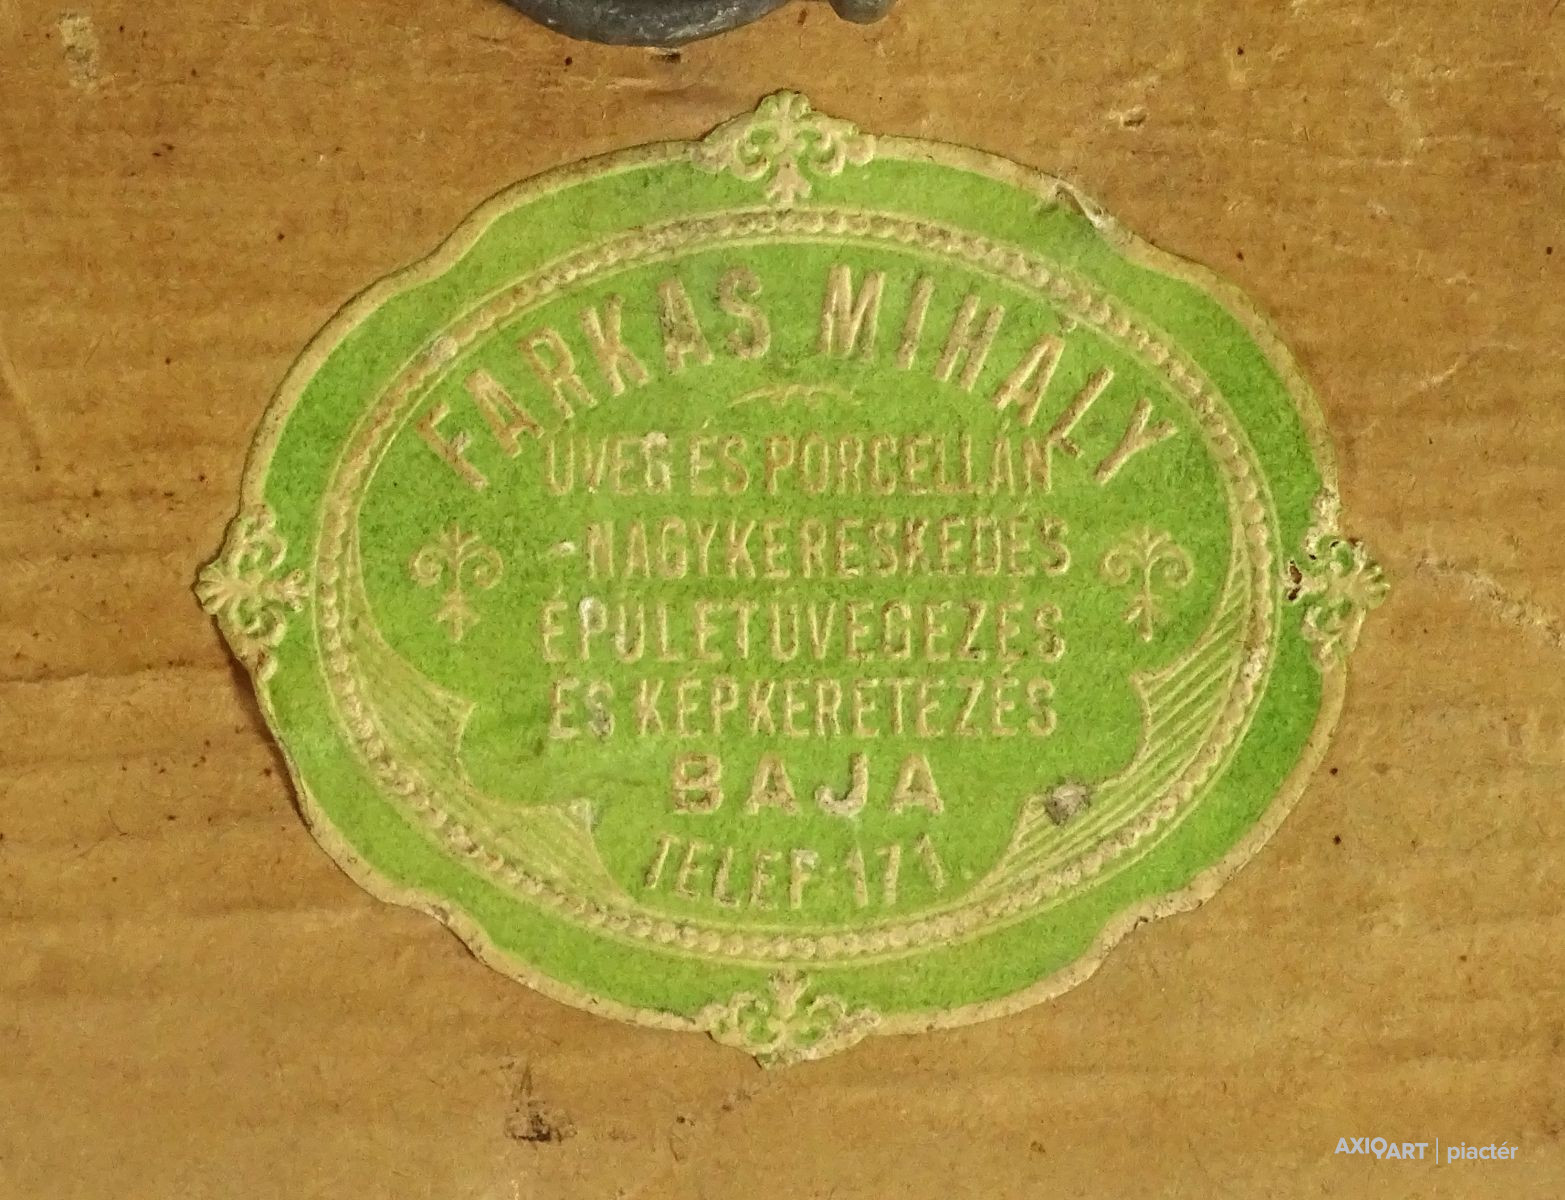 FARKAS MIHÁLY
ÜVEG ÉS PORCELLÁN
NAGYKERESKEDÉS
ÉPÜLETÜVEGEZÉS
ÉS KÉPKERETEZÉS
BAJA
TELEF 171.
AXIOART | piactér